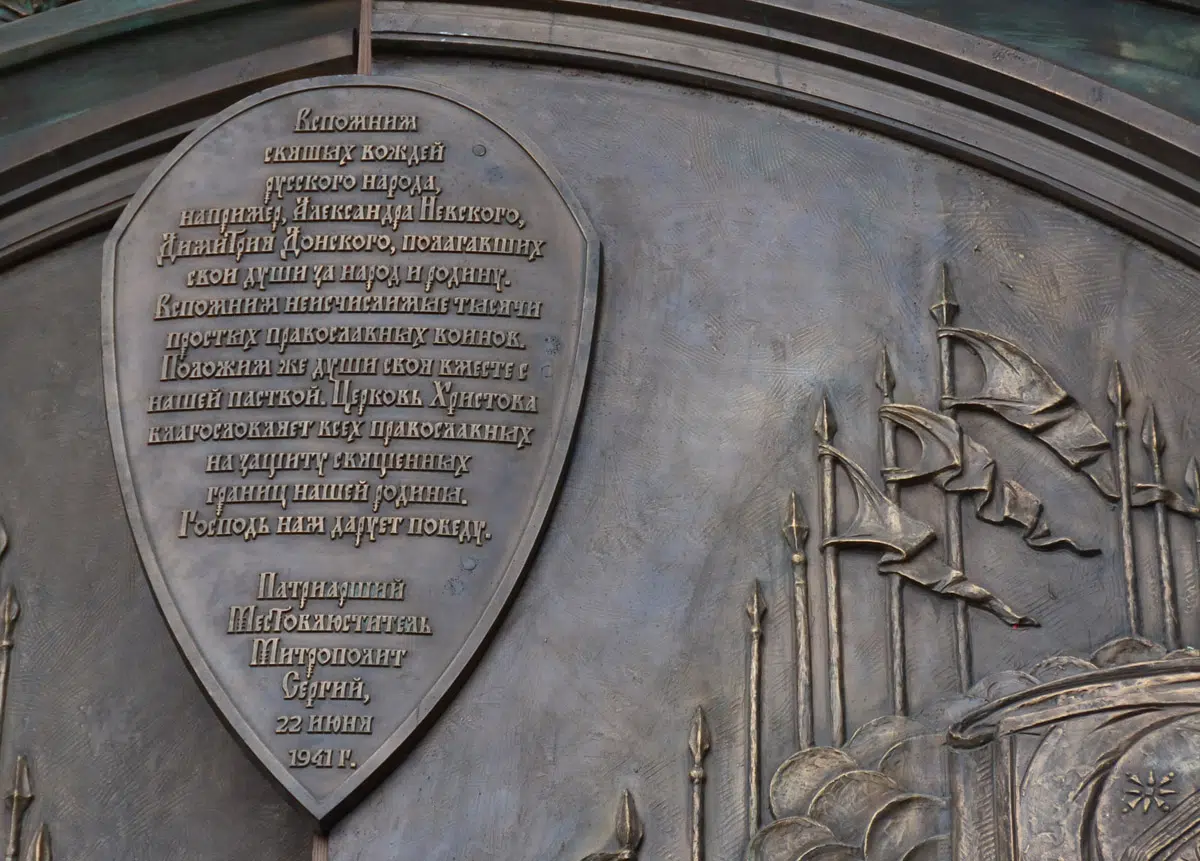 Вспомним
святых вождей
русского народа,
например, Александра Невского,
Димитрия Донского, полагавших
свои души за народ и родину.
Вспомним неисчислимые тысячи
простых православных воинов.
Положим же души своя вместе с
нашей паствой. Церковь Христова
благословляет всех православных
на защиту священных
границ нашей родины.
Господь нам дарует победу.
Патриарший
Местоблюститель
Митрополит
Сергий,
22 июня
1941 г.